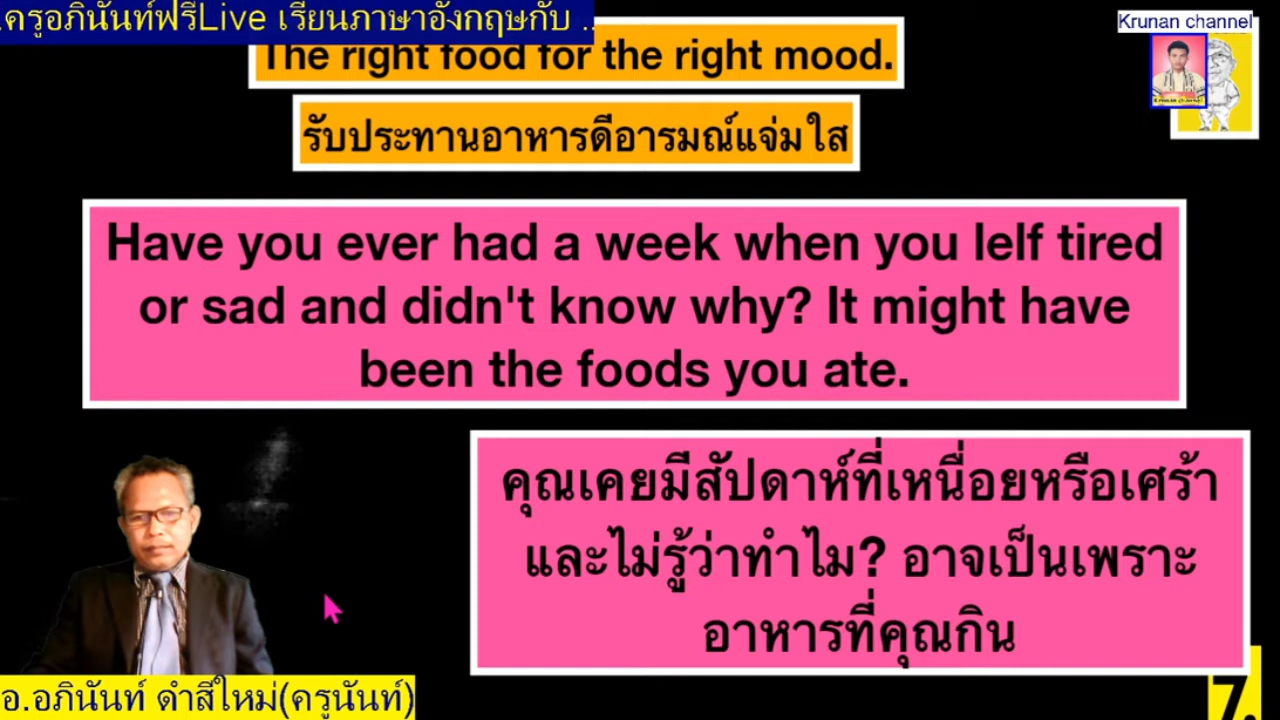 .ครูอภินันท์ฟรีLive เรียนภาษาอังกฤษกับ ..
Krunan channel
The right food for the right mood.
รับประทานอาหารดีอารมณ์แจ่มใส
Have you ever had a week when you lelf tired
or sad and didn't know why? It might have
been the foods you ate.
คุณเคยมีสัปดาห์ที่เหนื่อยหรือเศร้า
และไม่รู้ว่าทำไม? อาจเป็นเพราะ
อาหารที่คุณกิน
อ.อภินันท์ ดำสีใหม่(ครูนันท์)
7.